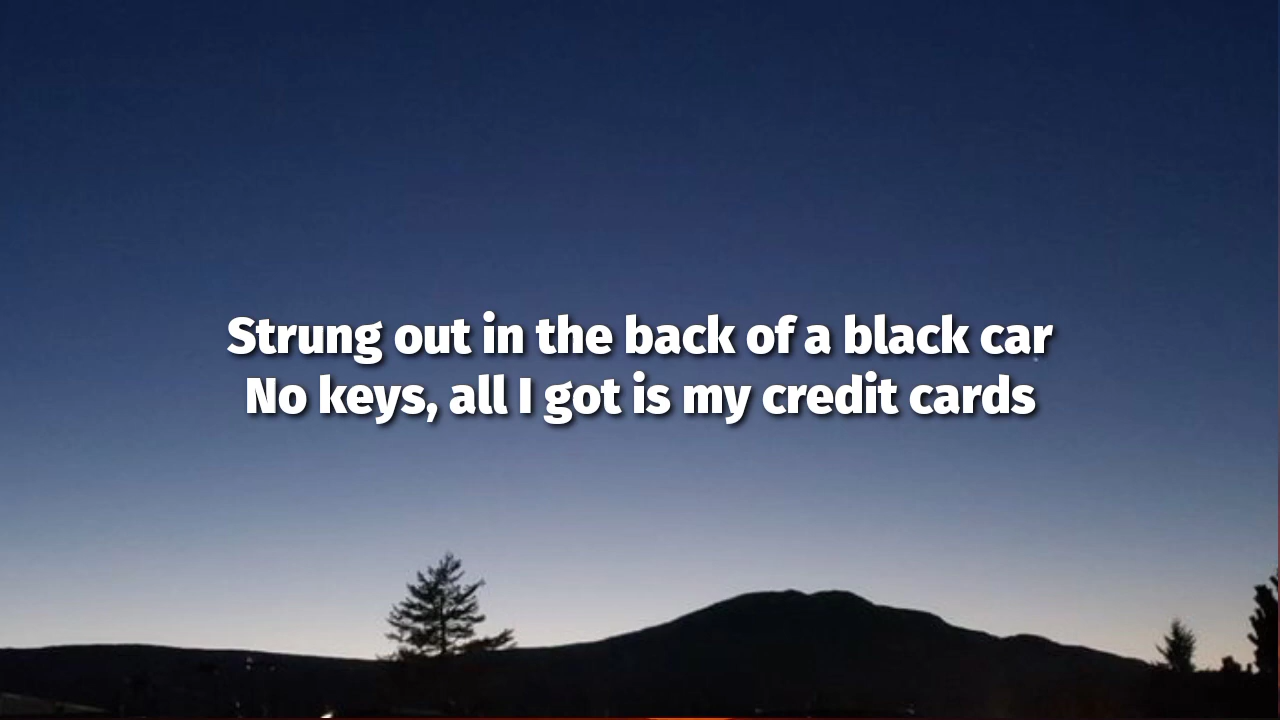 Strung out in the back of a black car
No keys, all I got is my credit cards